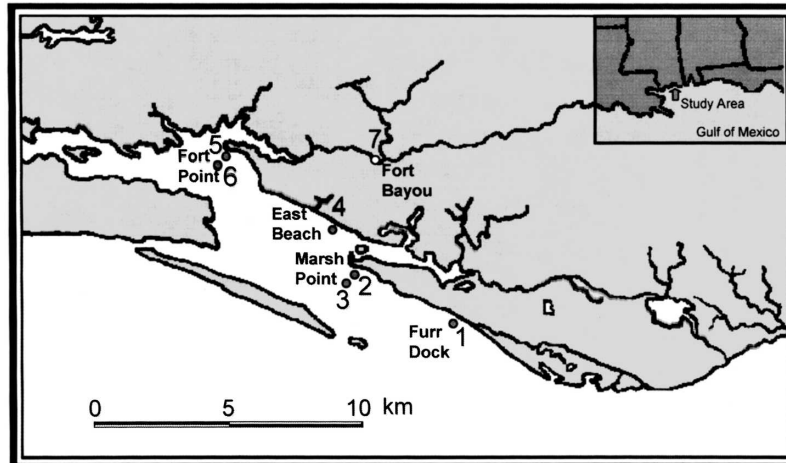 Study Area
Gulf of Mexico
5
7
Fort
Point
6
Fort
Bayou
East
Beach
4
Marsh
Point
2
3
1
Furr
Dock
0
5
10
km